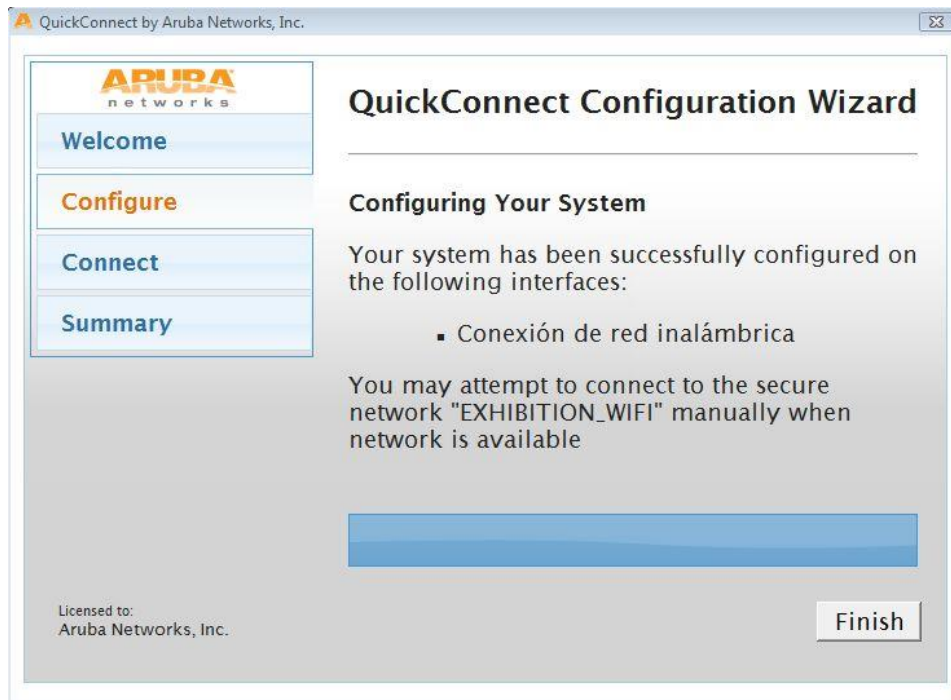 QuickConnect by Aruba Networks, Inc.
ARUBA
networks
Welcome
Configure
Connect
Summary
QuickConnect Configuration Wizard
Configuring Your System
Your system has been successfully configured on
the following interfaces:
▪ Conexión de red inalámbrica
You may attempt to connect to the secure
network "EXHIBITION_WIFI" manually when
network is available
Licensed to:
Aruba Networks, Inc.
Finish